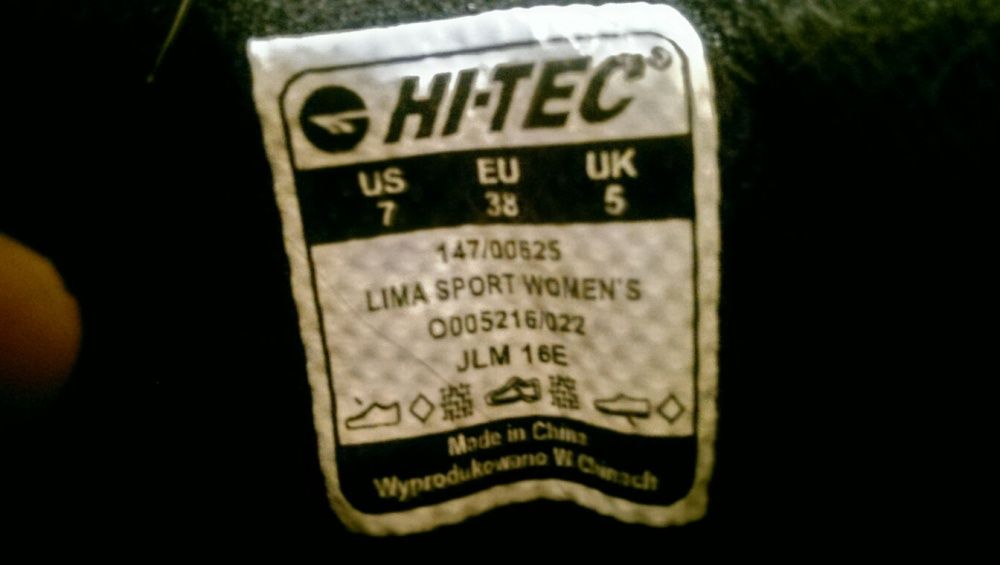 HI-TEC®
US EU UK
7 38 5
147/00625
LIMA SPORT WOMEN'S
O005216/022
JLM 16E
Made in China
Wyprodukowano W Chinach